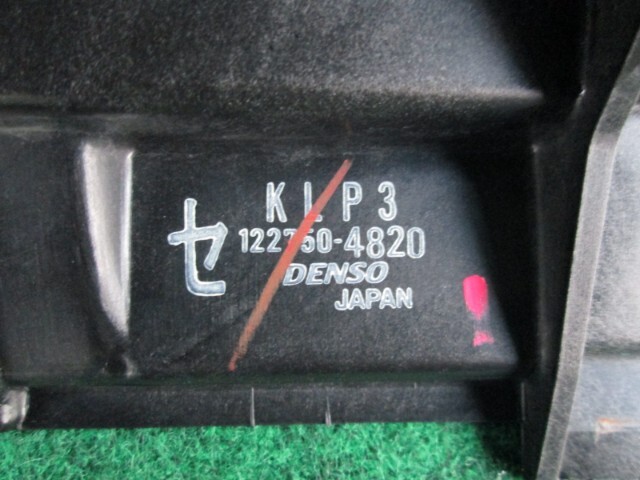 KLP3
セ
122750-4820
DENSO
JAPAN